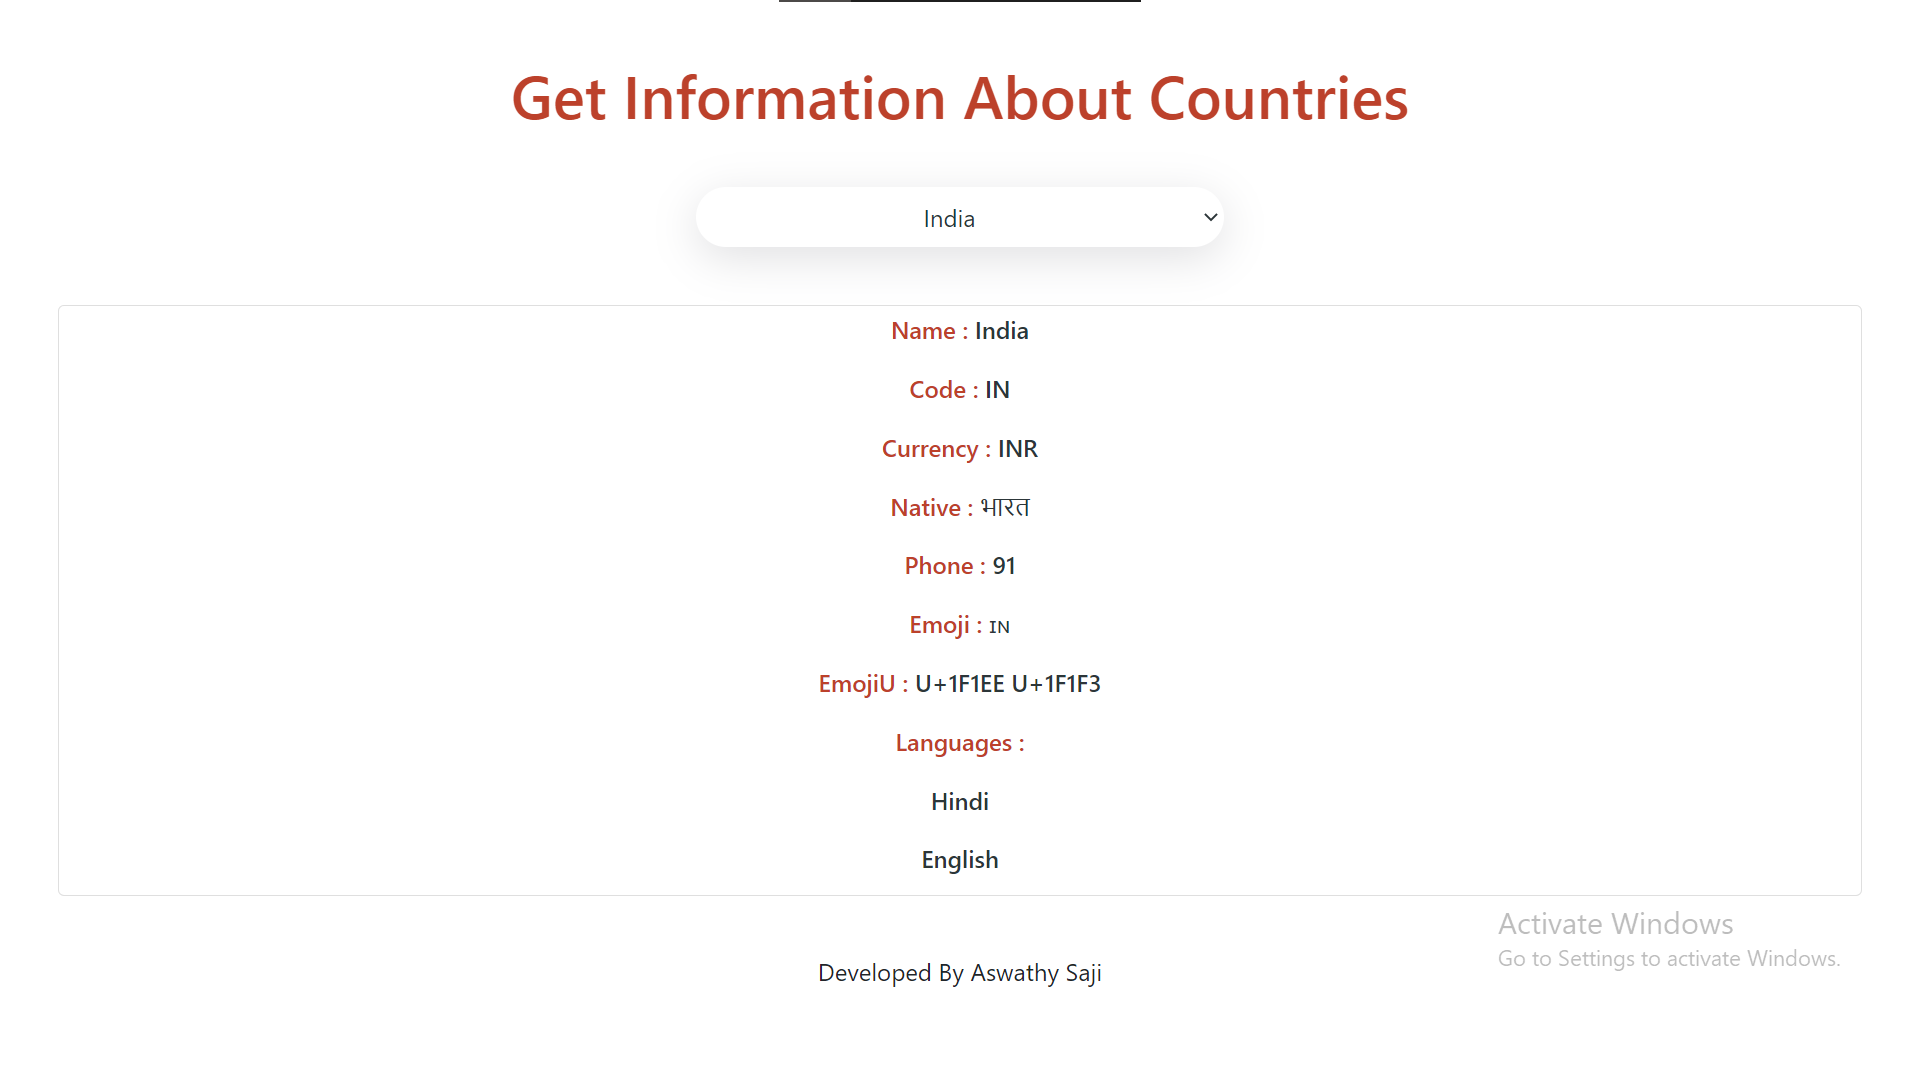 Get Information About Countries
India
Name : India
Code : IN
Currency : INR
Native : भारत
Phone : 91
Emoji : 🇮🇳
EmojiU : U+1F1EE U+1F1F3
Languages :
Hindi
English
Activate Windows
Go to Settings to activate Windows.
Developed By Aswathy Saji